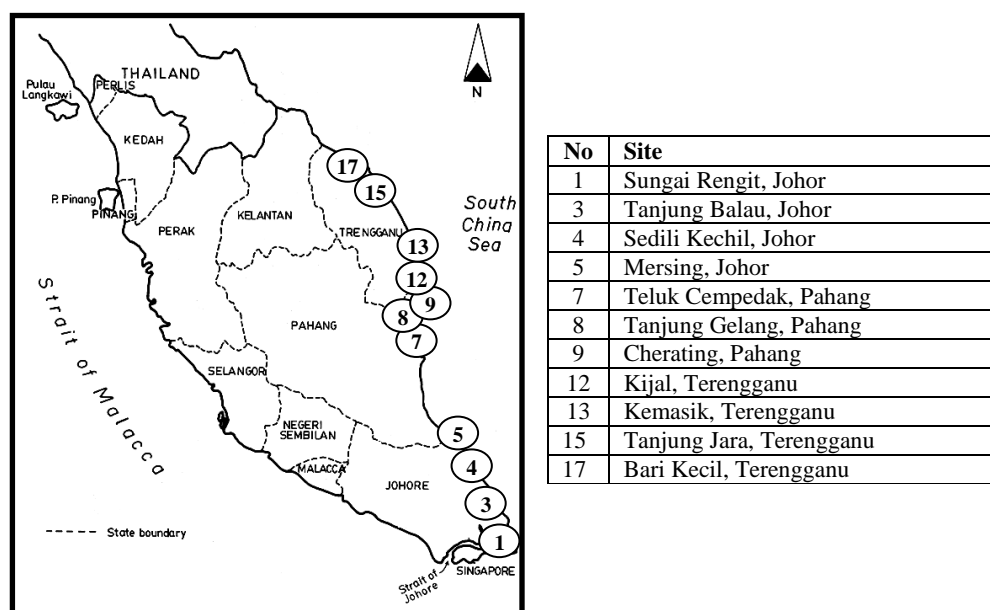 THAILAND
PERLIS
Pulau
Langkawi
N
KEDAH
P. Pinang
PINANG
PERAK
KELANTAN
TRENGGANU
South
China
Sea
17
15
13
12
9
8
7
PAHANG
Strait of Malacca
SELANGOR
NEGERI
SEMBILAN
MALACCA
JOHORE
5
4
3
1
State boundary
Strait of
Johore
SINGAPORE
No Site
1 Sungai Rengit, Johor
3 Tanjung Balau, Johor
4 Sedili Kechil, Johor
5 Mersing, Johor
7 Teluk Cempedak, Pahang
8 Tanjung Gelang, Pahang
9 Cherating, Pahang
12 Kijal, Terengganu
13 Kemasik, Terengganu
15 Tanjung Jara, Terengganu
17 Bari Kecil, Terengganu